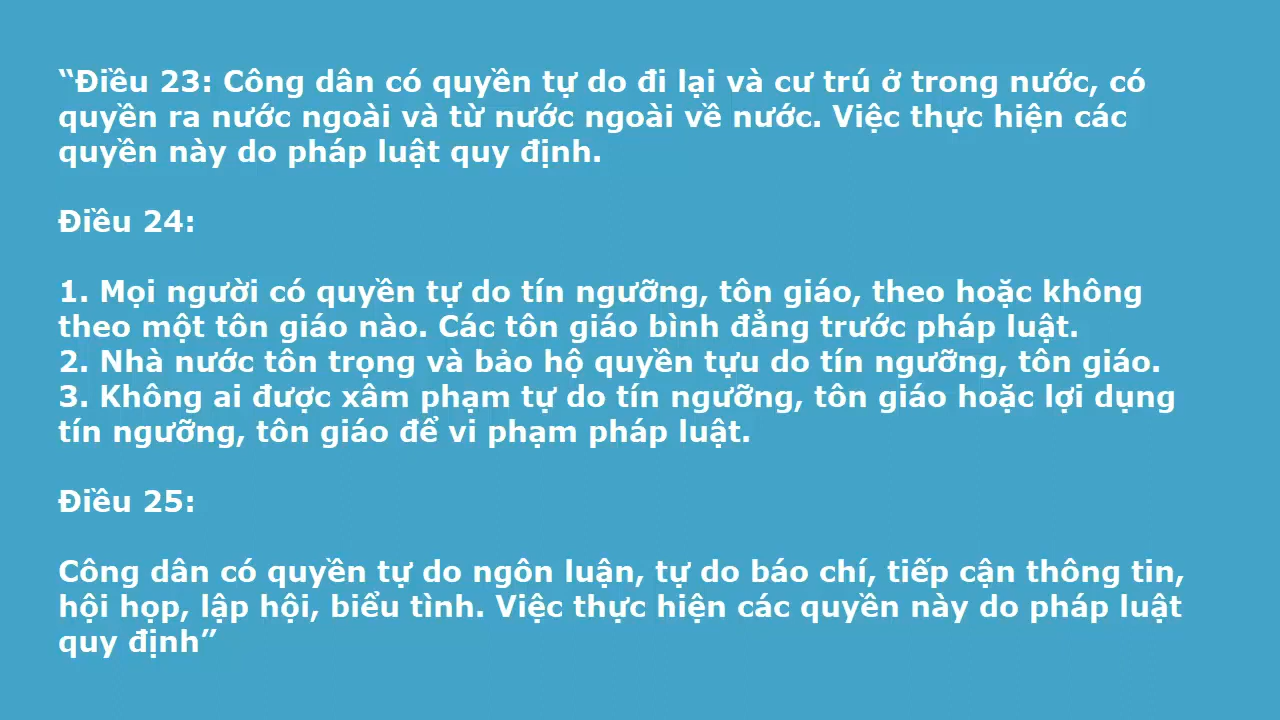 “Điều 23: Công dân có quyền tự do đi lại và cư trú ở trong nước, có
quyền ra nước ngoài và từ nước ngoài về nước. Việc thực hiện các
quyền này do pháp luật quy định.
Điều 24:
1. Mọi người có quyền tự do tín ngưỡng, tôn giáo, theo hoặc không
theo một tôn giáo nào. Các tôn giáo bình đẳng trước pháp luật.
2. Nhà nước tôn trọng và bảo hộ quyền tựu do tín ngưỡng, tôn giáo.
3. Không ai được xâm phạm tự do tín ngưỡng, tôn giáo hoặc lợi dụng
tín ngưỡng, tôn giáo để vi phạm pháp luật.
Điều 25:
Công dân có quyền tự do ngôn luận, tự do báo chí, tiếp cận thông tin,
hội họp, lập hội, biểu tình. Việc thực hiện các quyền này do pháp luật
quy định”